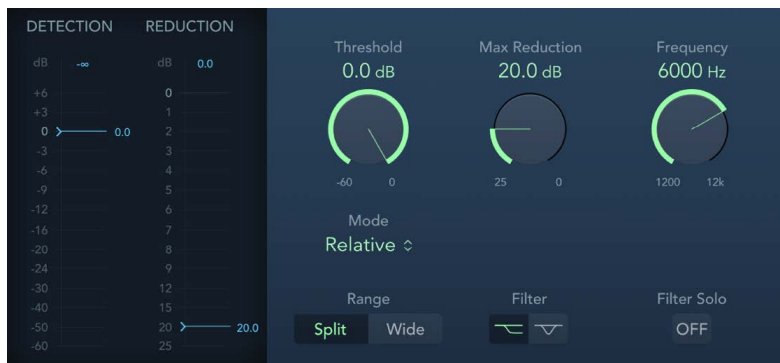 DETECTION REDUCTION
dB -∞ dB 0.0
+6 0
+3 1
0 0.0 2
-3 3
-6 4
-9 5
-12 6
-16 7
-20 8
-24 9
-30 12
-40 15
-50 20 20.0
-60 25
Threshold Max Reduction Frequency
0.0 dB 20.0 dB 6000 Hz
-60 0 25 0 1200 12k
Mode
Relative
Range Filter Filter Solo
Split Wide OFF